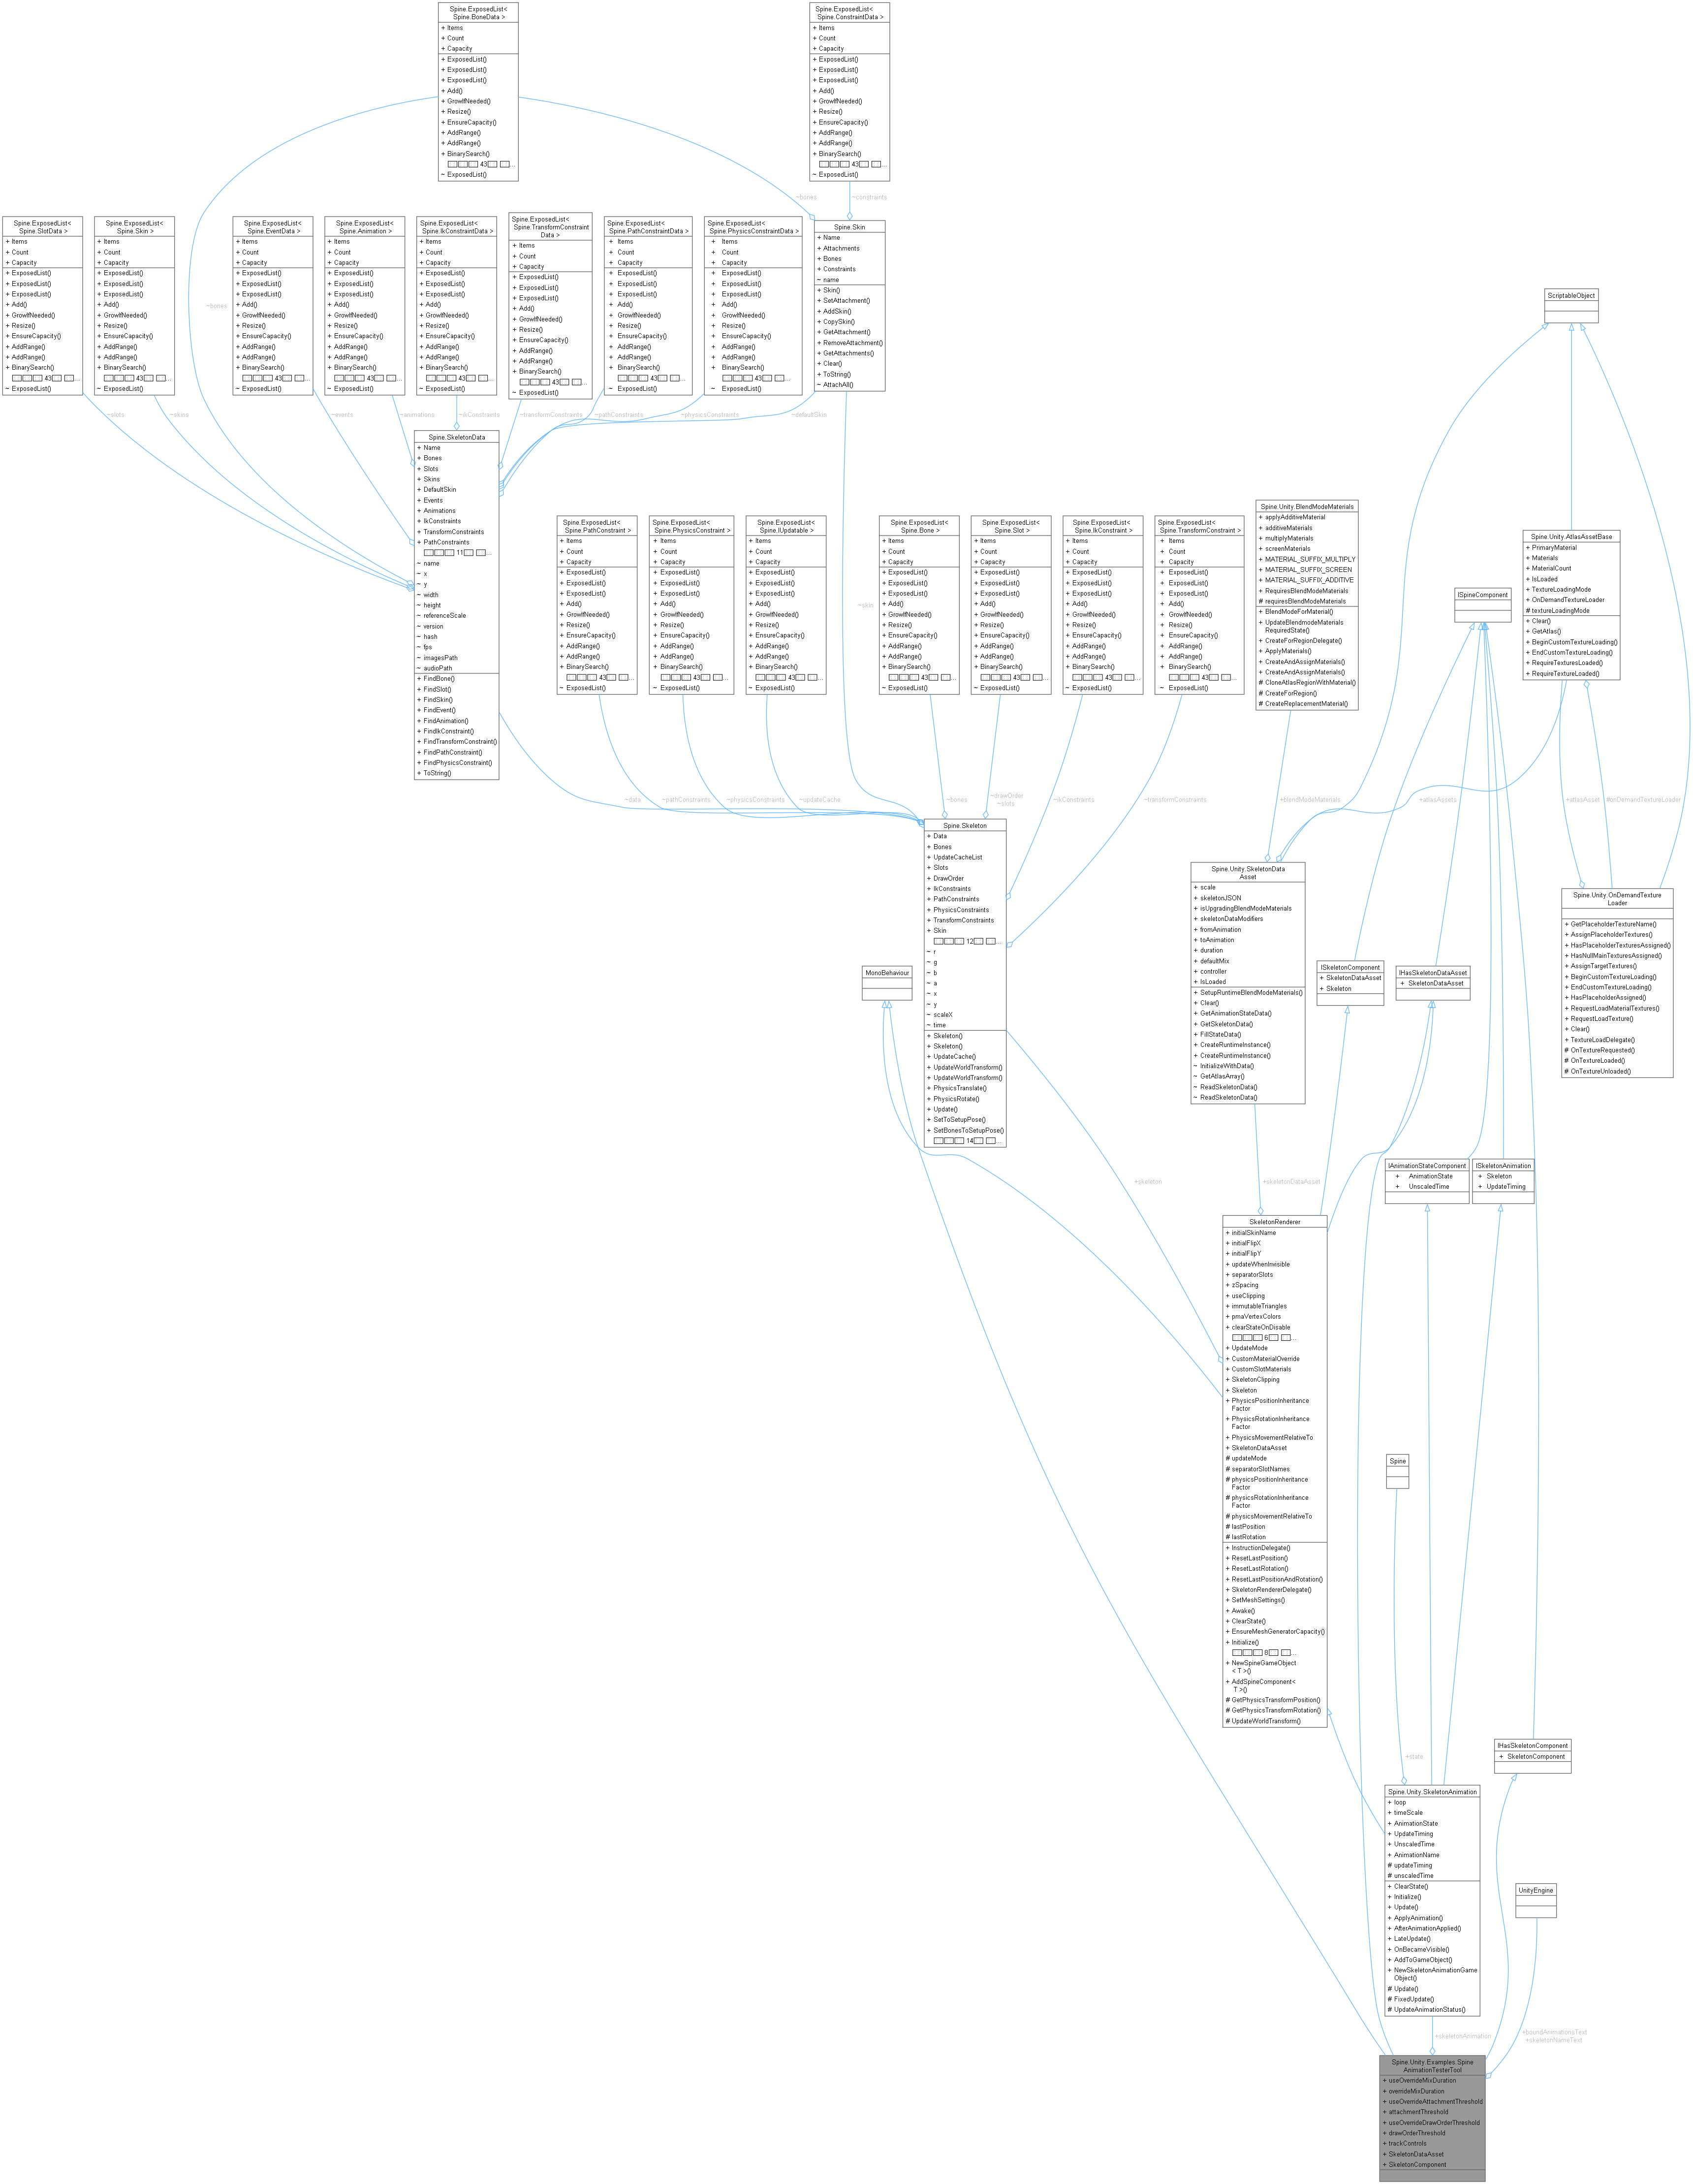 Spine.ExposedList<
Spine.BoneData >
+ Items
+ Count
+ Capacity
+ ExposedList()
+ ExposedList()
+ ExposedList()
+ Add()
+ GrowIfNeeded()
+ Resize()
+ EnsureCapacity()
+ AddRange()
+ AddRange()
+ BinarySearch()
□□□ 43□ □...
~ ExposedList()
Spine.ExposedList<
Spine.ConstraintData >
+ Items
+ Count
+ Capacity
+ ExposedList()
+ ExposedList()
+ ExposedList()
+ Add()
+ GrowIfNeeded()
+ Resize()
+ EnsureCapacity()
+ AddRange()
+ AddRange()
+ BinarySearch()
□□□ 43□ □...
~ ExposedList()
~bones
~constraints
Spine.ExposedList<
Spine.SlotData >
+ Items
+ Count
+ Capacity
+ ExposedList()
+ ExposedList()
+ ExposedList()
+ Add()
+ GrowIfNeeded()
+ Resize()
+ EnsureCapacity()
+ AddRange()
+ AddRange()
+ BinarySearch()
□□□ 43□ □...
~ ExposedList()
Spine.ExposedList<
Spine.Skin >
+ Items
+ Count
+ Capacity
+ ExposedList()
+ ExposedList()
+ ExposedList()
+ Add()
+ GrowIfNeeded()
+ Resize()
+ EnsureCapacity()
+ AddRange()
+ AddRange()
+ BinarySearch()
□□□ 43□ □...
~ ExposedList()
~bones
Spine.ExposedList<
Spine.EventData >
+ Items
+ Count
+ Capacity
+ ExposedList()
+ ExposedList()
+ ExposedList()
+ Add()
+ GrowIfNeeded()
+ Resize()
+ EnsureCapacity()
+ AddRange()
+ AddRange()
+ BinarySearch()
□□□ 43□ □...
~ ExposedList()
Spine.ExposedList<
Spine.Animation >
+ Items
+ Count
+ Capacity
+ ExposedList()
+ ExposedList()
+ ExposedList()
+ Add()
+ GrowIfNeeded()
+ Resize()
+ EnsureCapacity()
+ AddRange()
+ AddRange()
+ BinarySearch()
□□□ 43□ □...
~ ExposedList()
Spine.ExposedList<
Spine.IkConstraintData >
+ Items
+ Count
+ Capacity
+ ExposedList()
+ ExposedList()
+ ExposedList()
+ Add()
+ GrowIfNeeded()
+ Resize()
+ EnsureCapacity()
+ AddRange()
+ AddRange()
+ BinarySearch()
□□□ 43□ □...
~ ExposedList()
Spine.ExposedList<
Spine.TransformConstraint
Data >
+ Items
+ Count
+ Capacity
+ ExposedList()
+ ExposedList()
+ ExposedList()
+ Add()
+ GrowIfNeeded()
+ Resize()
+ EnsureCapacity()
+ AddRange()
+ AddRange()
+ BinarySearch()
□□□ 43□ □...
~ ExposedList()
Spine.ExposedList<
Spine.PathConstraintData >
+ Items
+ Count
+ Capacity
+ ExposedList()
+ ExposedList()
+ ExposedList()
+ Add()
+ GrowIfNeeded()
+ Resize()
+ EnsureCapacity()
+ AddRange()
+ AddRange()
+ BinarySearch()
□□□ 43□ □...
~ ExposedList()
Spine.ExposedList<
Spine.PhysicsConstraintData >
+ Items
+ Count
+ Capacity
+ ExposedList()
+ ExposedList()
+ ExposedList()
+ Add()
+ GrowIfNeeded()
+ Resize()
+ EnsureCapacity()
+ AddRange()
+ AddRange()
+ BinarySearch()
□□□ 43□ □...
~ ExposedList()
Spine.Skin
+ Name
+ Attachments
+ Bones
+ Constraints
~ name
+ Skin()
+ SetAttachment()
+ AddSkin()
+ CopySkin()
+ GetAttachment()
+ RemoveAttachment()
+ GetAttachments()
+ Clear()
+ ToString()
~ AttachAll()
ScriptableObject
~slots
~skins
~events
~animations
~ikConstraints
~transformConstraints
~pathConstraints
~physicsConstraints
~defaultSkin
Spine.SkeletonData
+ Name
+ Bones
+ Slots
+ Skins
+ DefaultSkin
+ Events
+ Animations
+ IkConstraints
+ TransformConstraints
+ PathConstraints
□□□ 11□ □...
~ name
~ x
~ y
~ width
~ height
~ referenceScale
~ version
~ hash
~ fps
~ imagesPath
~ audioPath
+ FindBone()
+ FindSlot()
+ FindSkin()
+ FindEvent()
+ FindAnimation()
+ FindIkConstraint()
+ FindTransformConstraint()
+ FindPathConstraint()
+ FindPhysicsConstraint()
+ ToString()
Spine.ExposedList<
Spine.PathConstraint >
+ Items
+ Count
+ Capacity
+ ExposedList()
+ ExposedList()
+ ExposedList()
+ Add()
+ GrowIfNeeded()
+ Resize()
+ EnsureCapacity()
+ AddRange()
+ AddRange()
+ BinarySearch()
□□□ 43□ □...
~ ExposedList()
Spine.ExposedList<
Spine.PhysicsConstraint >
+ Items
+ Count
+ Capacity
+ ExposedList()
+ ExposedList()
+ ExposedList()
+ Add()
+ GrowIfNeeded()
+ Resize()
+ EnsureCapacity()
+ AddRange()
+ AddRange()
+ BinarySearch()
□□□ 43□ □...
~ ExposedList()
Spine.ExposedList<
Spine.IUpdatable >
+ Items
+ Count
+ Capacity
+ ExposedList()
+ ExposedList()
+ ExposedList()
+ Add()
+ GrowIfNeeded()
+ Resize()
+ EnsureCapacity()
+ AddRange()
+ AddRange()
+ BinarySearch()
□□□ 43□ □...
~ ExposedList()
~skin
Spine.ExposedList<
Spine.Bone >
+ Items
+ Count
+ Capacity
+ ExposedList()
+ ExposedList()
+ ExposedList()
+ Add()
+ GrowIfNeeded()
+ Resize()
+ EnsureCapacity()
+ AddRange()
+ AddRange()
+ BinarySearch()
□□□ 43□ □...
~ ExposedList()
Spine.ExposedList<
Spine.Slot >
+ Items
+ Count
+ Capacity
+ ExposedList()
+ ExposedList()
+ ExposedList()
+ Add()
+ GrowIfNeeded()
+ Resize()
+ EnsureCapacity()
+ AddRange()
+ AddRange()
+ BinarySearch()
□□□ 43□ □...
~ ExposedList()
Spine.ExposedList<
Spine.IkConstraint >
+ Items
+ Count
+ Capacity
+ ExposedList()
+ ExposedList()
+ ExposedList()
+ Add()
+ GrowIfNeeded()
+ Resize()
+ EnsureCapacity()
+ AddRange()
+ AddRange()
+ BinarySearch()
□□□ 43□ □...
~ ExposedList()
Spine.ExposedList<
Spine.TransformConstraint >
+ Items
+ Count
+ Capacity
+ ExposedList()
+ ExposedList()
+ ExposedList()
+ Add()
+ GrowIfNeeded()
+ Resize()
+ EnsureCapacity()
+ AddRange()
+ AddRange()
+ BinarySearch()
□□□ 43□ □...
~ ExposedList()
Spine.Unity.BlendModeMaterials
+ applyAdditiveMaterial
+ additiveMaterials
+ multiplyMaterials
+ screenMaterials
+ MATERIAL_SUFFIX_MULTIPLY
+ MATERIAL_SUFFIX_SCREEN
+ MATERIAL_SUFFIX_ADDITIVE
+ RequiresBlendModeMaterials
# requiresBlendModeMaterials
+ BlendModeForMaterial()
+ UpdateBlendmodeMaterials
RequiredState()
+ CreateForRegionDelegate()
+ ApplyMaterials()
+ CreateAndAssignMaterials()
+ CreateAndAssignMaterials()
# CloneAtlasRegionWithMaterial()
# CreateForRegion()
# CreateReplacementMaterial()
ISpineComponent
Spine.Unity.AtlasAssetBase
+ PrimaryMaterial
+ Materials
+ MaterialCount
+ IsLoaded
+ TextureLoadingMode
+ OnDemandTextureLoader
# textureLoadingMode
+ Clear()
+ GetAtlas()
+ BeginCustomTextureLoading()
+ EndCustomTextureLoading()
+ RequireTexturesLoaded()
+ RequireTextureLoaded()
~data
~pathConstraints
~physicsConstraints
~updateCache
~bones
~drawOrder
~slots
~ikConstraints
~transformConstraints
+blendModeMaterials
+atlasAssets
+atlasAsset
#onDemandTextureLoader
Spine.Skeleton
+ Data
+ Bones
+ UpdateCacheList
+ Slots
+ DrawOrder
+ IkConstraints
+ PathConstraints
+ PhysicsConstraints
+ TransformConstraints
+ Skin
□□□ 12□ □...
~ r
~ g
~ b
~ a
~ x
~ y
~ scaleX
~ time
+ Skeleton()
+ Skeleton()
+ UpdateCache()
+ UpdateWorldTransform()
+ UpdateWorldTransform()
+ PhysicsTranslate()
+ PhysicsRotate()
+ Update()
+ SetToSetupPose()
+ SetBonesToSetupPose()
□□□ 14□ □...
Spine.Unity.SkeletonData
Asset
+ scale
+ skeletonJSON
+ isUpgradingBlendModeMaterials
+ skeletonDataModifiers
+ fromAnimation
+ toAnimation
+ duration
+ defaultMix
+ controller
+ IsLoaded
+ SetupRuntimeBlendModeMaterials()
+ Clear()
+ GetAnimationStateData()
+ GetSkeletonData()
+ FillStateData()
+ CreateRuntimeInstance()
+ CreateRuntimeInstance()
~ InitializeWithData()
~ GetAtlasArray()
~ ReadSkeletonData()
~ ReadSkeletonData()
Spine.Unity.OnDemandTexture
Loader
+ GetPlaceholderTextureName()
+ AssignPlaceholderTextures()
+ HasPlaceholderTexturesAssigned()
+ HasNullMainTexturesAssigned()
+ AssignTargetTextures()
+ BeginCustomTextureLoading()
+ EndCustomTextureLoading()
+ HasPlaceholderAssigned()
+ RequestLoadMaterialTextures()
+ RequestLoadTexture()
+ Clear()
+ TextureLoadDelegate()
# OnTextureRequested()
# OnTextureLoaded()
# OnTextureUnloaded()
MonoBehaviour
ISkeletonComponent
+ SkeletonDataAsset
+ Skeleton
IHasSkeletonDataAsset
+ SkeletonDataAsset
+skeleton
+skeletonDataAsset
IAnimationStateComponent
+ AnimationState
+ UnscaledTime
ISkeletonAnimation
+ Skeleton
+ UpdateTiming
SkeletonRenderer
+ initialSkinName
+ initialFlipX
+ initialFlipY
+ updateWhenInvisible
+ separatorSlots
+ zSpacing
+ useClipping
+ immutableTriangles
+ pmaVertexColors
+ clearStateOnDisable
□□□ 6□ □...
+ UpdateMode
+ CustomMaterialOverride
+ CustomSlotMaterials
+ SkeletonClipping
+ Skeleton
+ PhysicsPositionInheritance
Factor
+ PhysicsRotationInheritance
Factor
+ PhysicsMovementRelativeTo
+ SkeletonDataAsset
# updateMode
# separatorSlotNames
# physicsPositionInheritance
Factor
# physicsRotationInheritance
Factor
# physicsMovementRelativeTo
# lastPosition
# lastRotation
+ InstructionDelegate()
+ ResetLastPosition()
+ ResetLastRotation()
+ ResetLastPositionAndRotation()
+ SkeletonRendererDelegate()
+ SetMeshSettings()
+ Awake()
+ ClearState()
+ EnsureMeshGeneratorCapacity()
+ Initialize()
□□□ 8□ □...
+ NewSpineGameObject
< T >()
+ AddSpineComponent<
T >()
# GetPhysicsTransformPosition()
# GetPhysicsTransformRotation()
# UpdateWorldTransform()
Spine
+state
IHasSkeletonComponent
+ SkeletonComponent
Spine.Unity.SkeletonAnimation
+ loop
+ timeScale
+ AnimationState
+ UpdateTiming
+ UnscaledTime
+ AnimationName
# updateTiming
# unscaledTime
+ ClearState()
+ Initialize()
+ Update()
+ ApplyAnimation()
+ AfterAnimationApplied()
+ LateUpdate()
+ OnBecameVisible()
+ AddToGameObject()
+ NewSkeletonAnimationGame
Object()
# Update()
# FixedUpdate()
# UpdateAnimationStatus()
UnityEngine
+skeletonAnimation
+boundAnimationsText
+skeletonNameText
Spine.Unity.Examples.Spine
AnimationTesterTool
+ useOverrideMixDuration
+ overrideMixDuration
+ useOverrideAttachmentThreshold
+ attachmentThreshold
+ useOverrideDrawOrderThreshold
+ drawOrderThreshold
+ trackControls
+ SkeletonDataAsset
+ SkeletonComponent